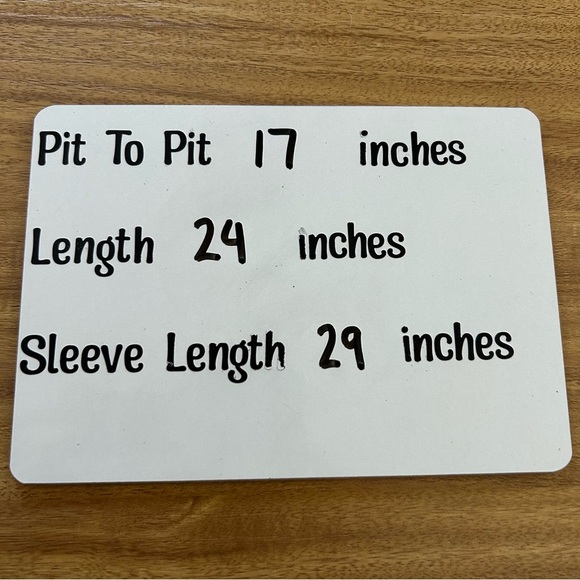 Pit To Pit 17 inches
Length 24 inches
Sleeve Length 29 inches